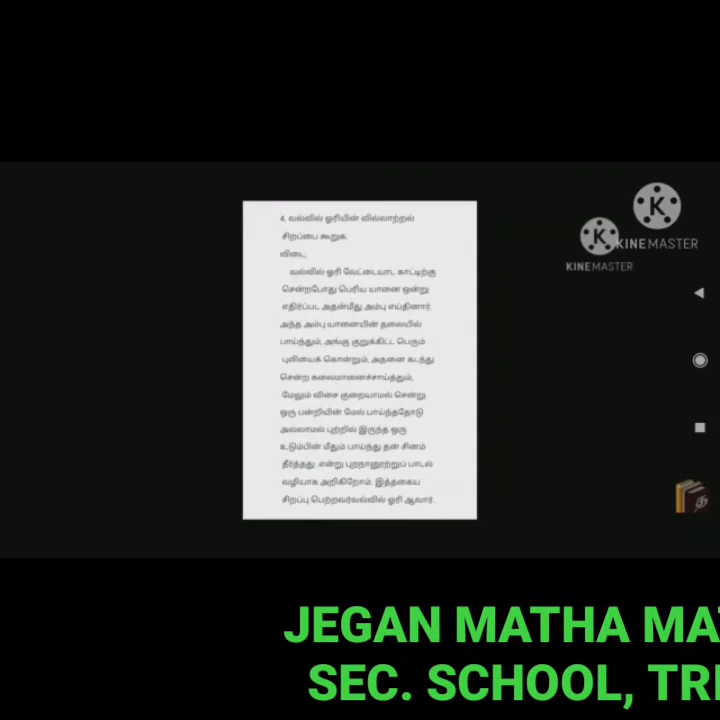 4. வல்வில் ஓரியின் வில்லாற்றல்
சிறப்பை கூறுக.
விடை;
வல்வில் ஓரி வேட்டையாட காட்டிற்கு
சென்றபோது பெரிய யானை ஒன்று
எதிர்ப்பட அதன்மீது அம்பு எய்தினார்.
அந்த அம்பு யானையின் தலையில்
பாய்ந்தும், அங்கு குறுக்கிட்ட பெரும்
புலியைக் கொன்றும், அதனை கடந்து
சென்ற கலைமானைச்சாய்த்தும்,
மேலும் விசை குறையாமல் சென்று
ஒரு பன்றியின் மேல் பாய்ந்ததோடு
அல்லாமல் புற்றில் இருந்த ஒரு
உடும்பின் மீதும் பாய்ந்து தன் சினம்
தீர்த்தது .என்று புறநானூற்றுப் பாடல்
வழியாக அறிகிறோம். இத்தகைய
சிறப்பு பெற்றவர்வல்வில் ஓரி ஆவார்.
K
KINEMASTER
K
KINEMASTER
த
JEGAN MATHA MA
SEC. SCHOOL, TRI